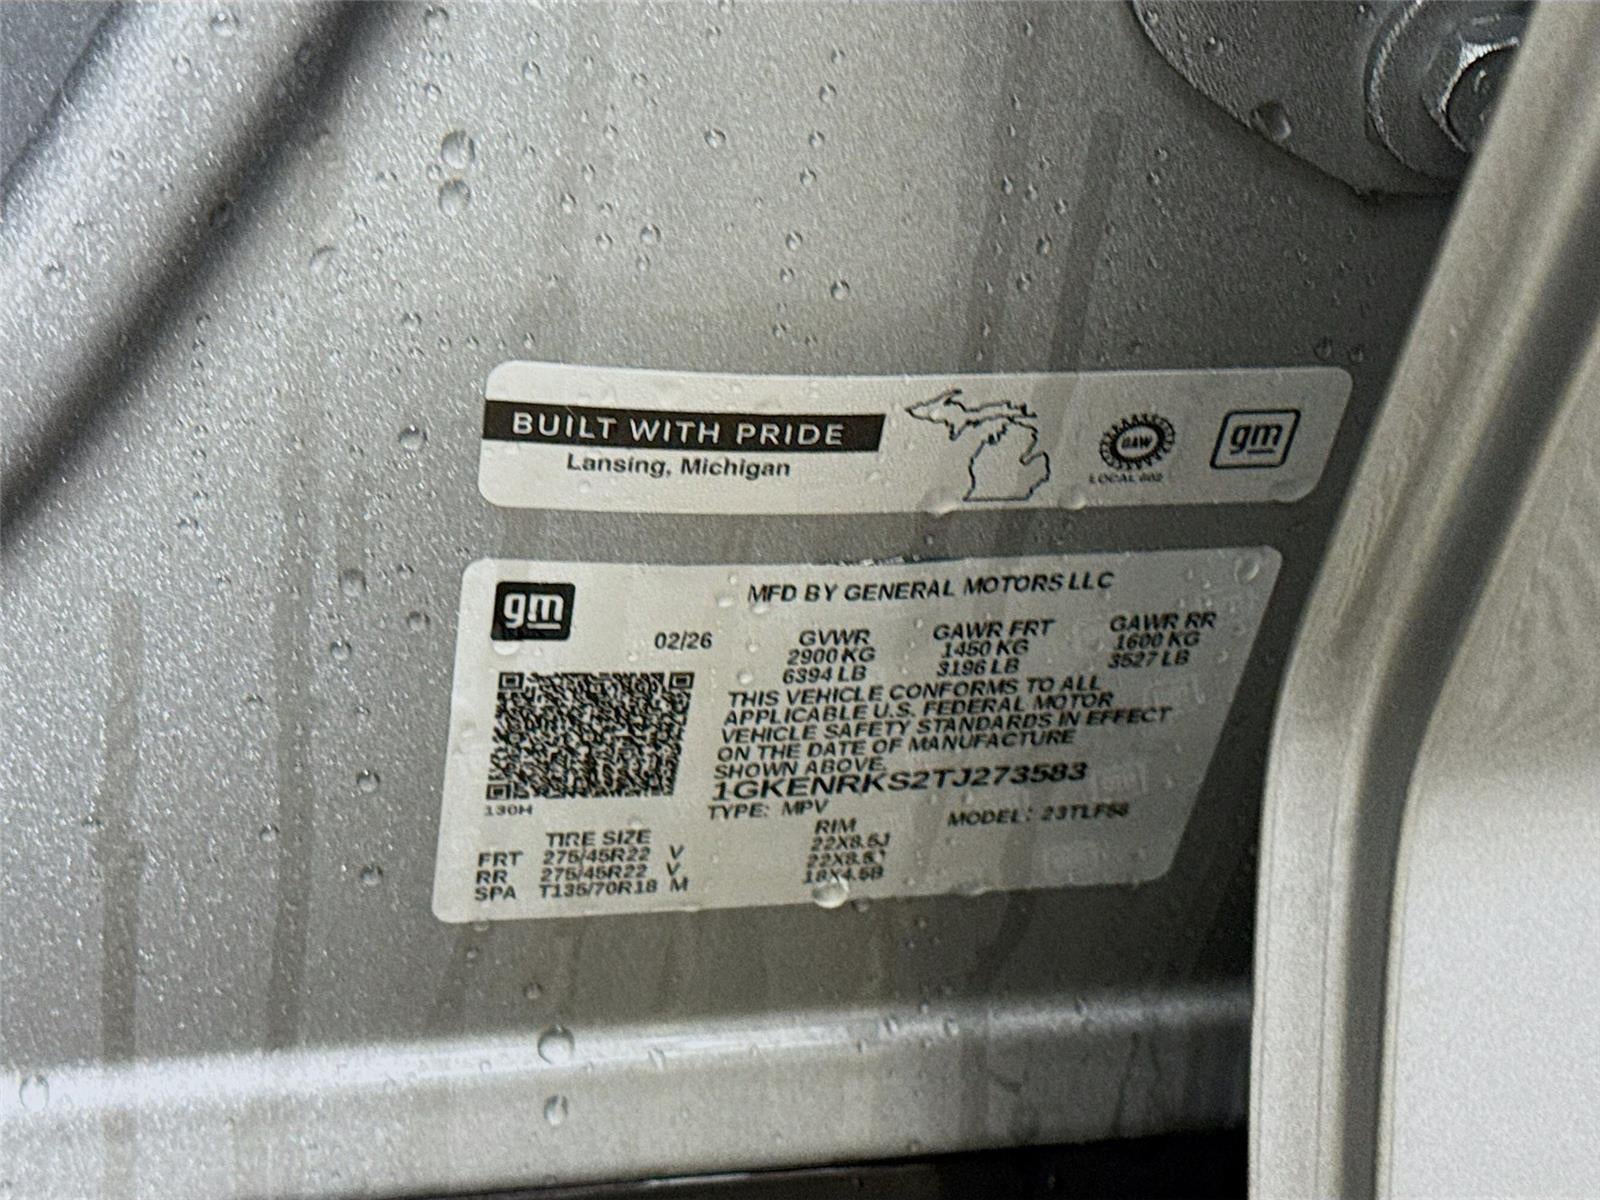 BUILT WITH PRIDE
Lansing, Michigan
UAW
LOCAL 602
gm
gm
MFD BY GENERAL MOTORS LLC
02/26
GVWR GAWR FRT GAWR RR
2900 KG 1450 KG 1600 KG
6394 LB 3196 LB 3527 LB
THIS VEHICLE CONFORMS TO ALL
APPLICABLE U.S. FEDERAL MOTOR
VEHICLE SAFETY STANDARDS IN EFFECT
ON THE DATE OF MANUFACTURE
SHOWN ABOVE.
1GKENRKS2TJ273583
130H
TYPE: MPV MODEL: 23TLF56
TIRE SIZE RIM
FRT 275/45R22 V 22X8.5J
RR 275/45R22 V 22X8.5J
SPA T135/70R18 M 18X4.5B